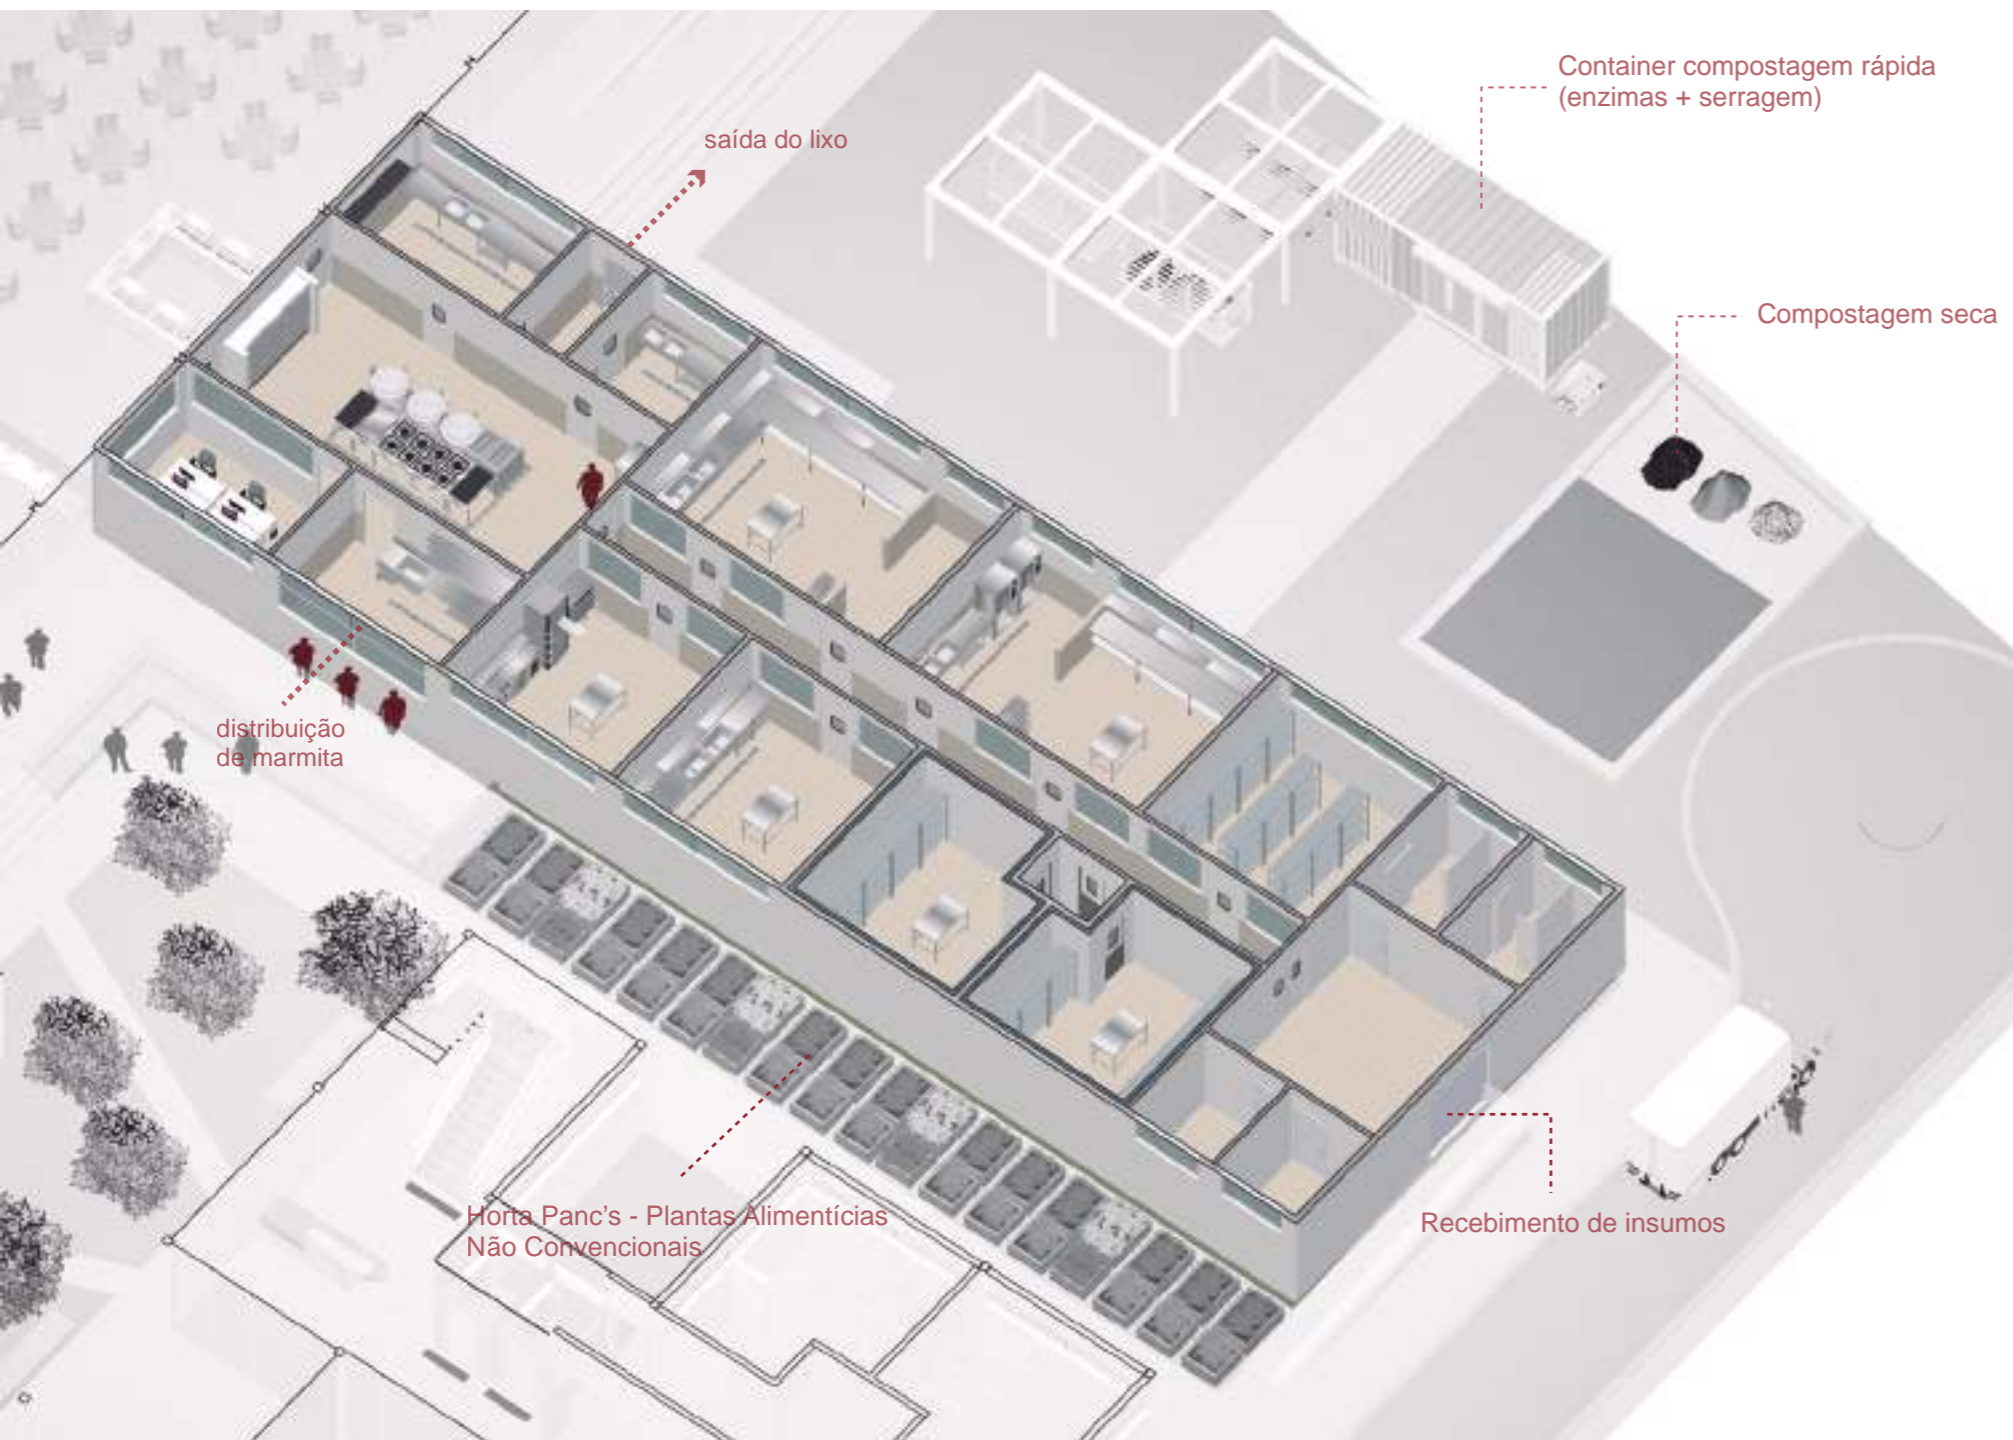 Container compostagem rápida
(enzimas + serragem)
saída do lixo
Compostagem seca
distribuição
de marmita
Horta Panc's - Plantas Alimentícias
Não Convencionais
Recebimento de insumos